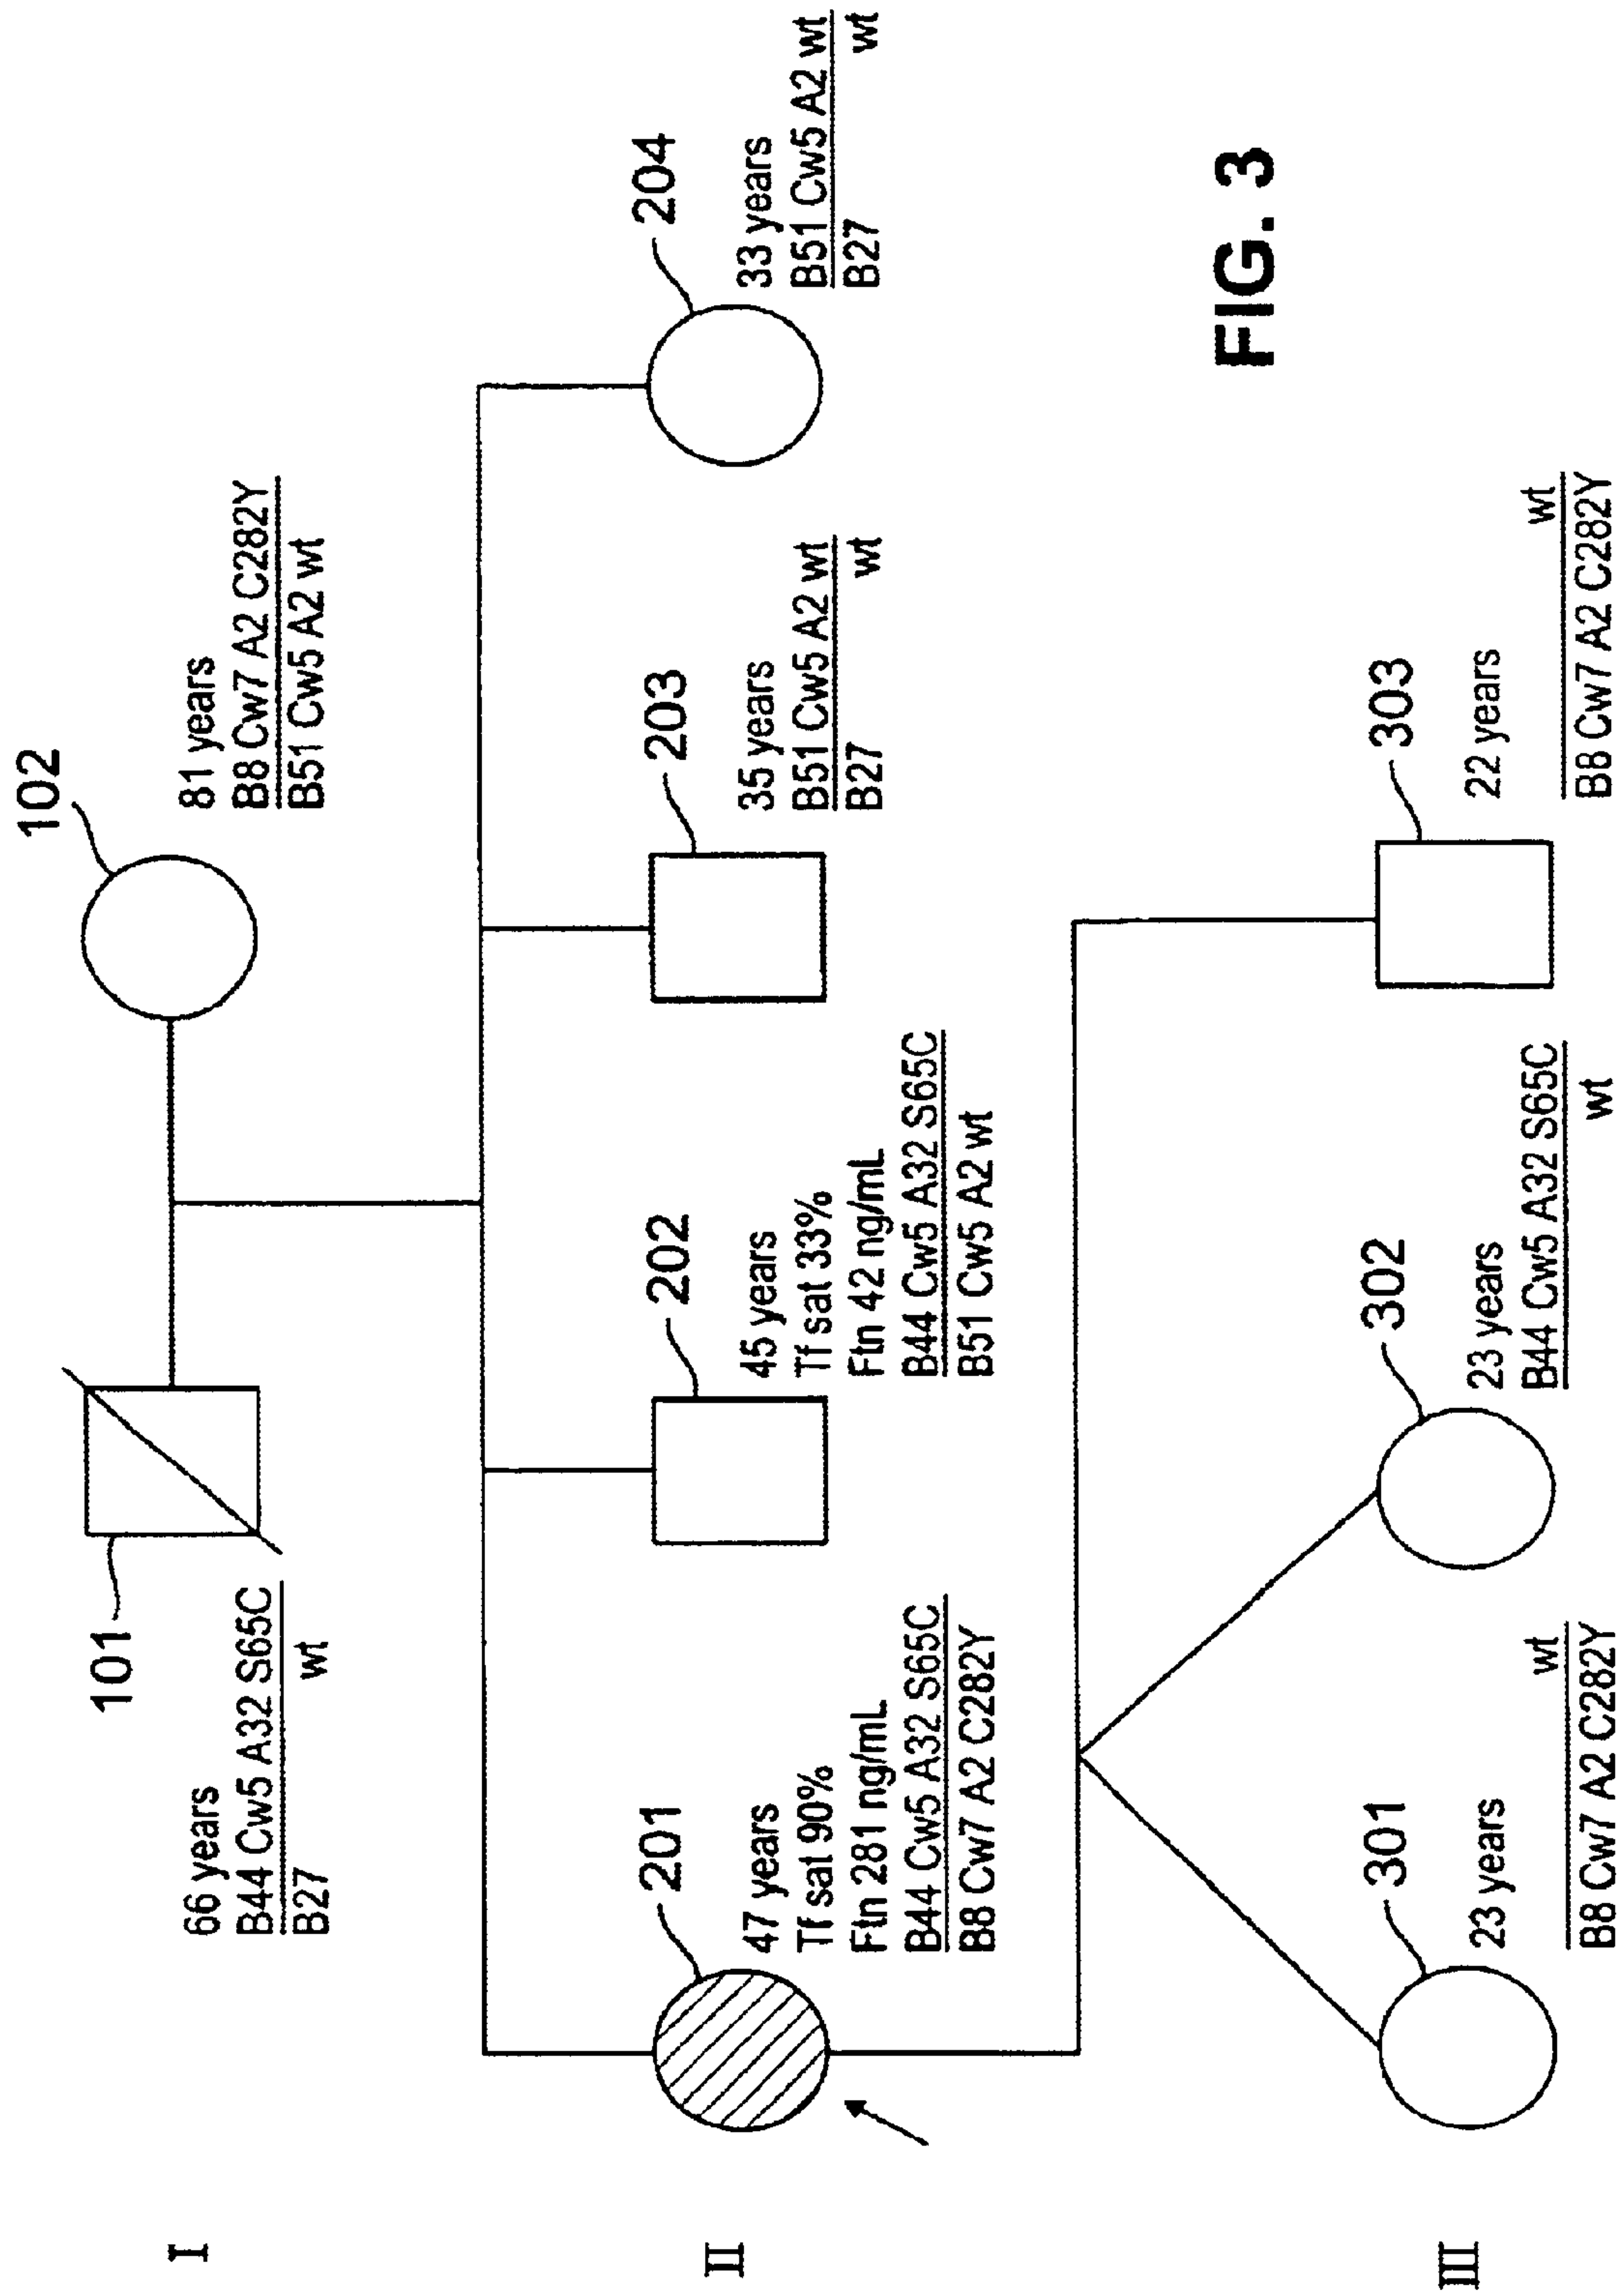 I
101
66 years
B44 Cw5 A32 S65C
B27 wt
102
81 years
B8 Cw7 A2 C282Y
B51 Cw5 A2 wt
II
201
47 years
Tf sat 90%
Ftn 281 ng/mL
B44 Cw5 A32 S65C
B8 Cw7 A2 C282Y
202
45 years
Tf sat 33%
Ftn 42 ng/mL
B44 Cw5 A32 S65C
B51 Cw5 A2 wt
203
35 years
B51 Cw5 A2 wt
B27 wt
204
33 years
B51 Cw5 A2 wt
B27 wt
III
301
23 years
wt
B8 Cw7 A2 C282Y
302
23 years
B44 Cw5 A32 S65C
wt
303
22 years
wt
B8 Cw7 A2 C282Y
FIG. 3